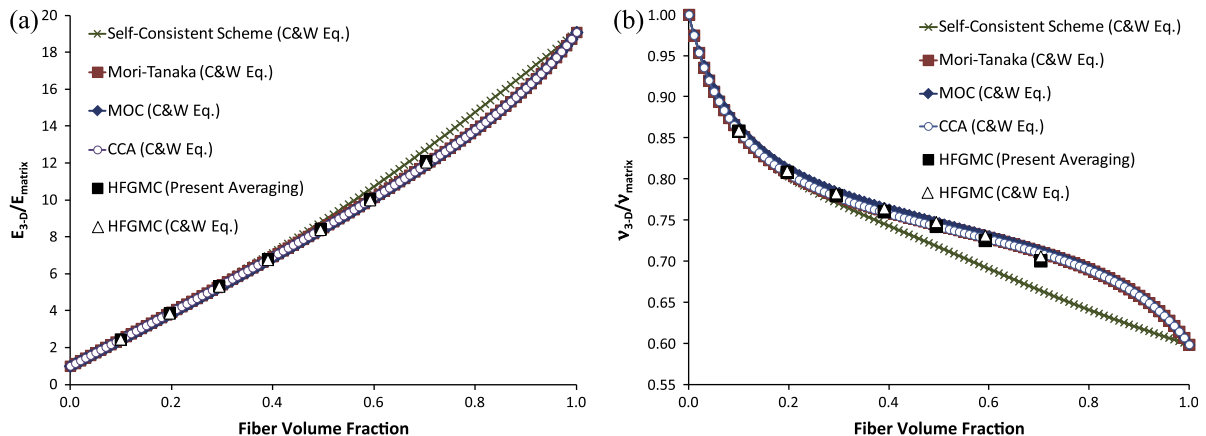 (a)
20
18
16
14
12
10
8
6
4
2
0
E3-D/Ematrix
Self-Consistent Scheme (C&W Eq.)
Mori-Tanaka (C&W Eq.)
MOC (C&W Eq.)
CCA (C&W Eq.)
HFGMC (Present Averaging)
HFGMC (C&W Eq.)
0.0 0.2 0.4 0.6 0.8 1.0
Fiber Volume Fraction
(b)
1.00
0.95
0.90
0.85
0.80
0.75
0.70
0.65
0.60
0.55
ν3-D/νmatrix
Self-Consistent Scheme (C&W Eq.)
Mori-Tanaka (C&W Eq.)
MOC (C&W Eq.)
CCA (C&W Eq.)
HFGMC (Present Averaging)
HFGMC (C&W Eq.)
0.0 0.2 0.4 0.6 0.8 1.0
Fiber Volume Fraction